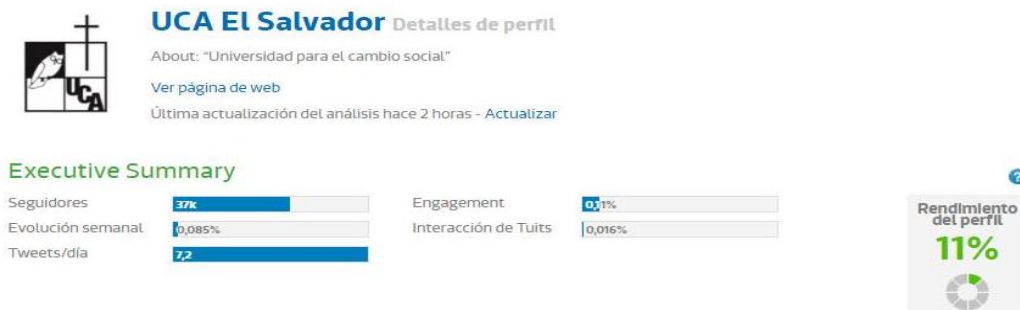 UCA
UCA El Salvador Detalles de perfil
About: "Universidad para el cambio social"
Ver página de web
Última actualización del análisis hace 2 horas - Actualizar
Executive Summary
Seguidores 37k
Evolución semanal 0,085%
Tweets/día 7,2
Engagement 0,11%
Interacción de Tuits 0,016%
?
Rendimiento
del perfil
11%